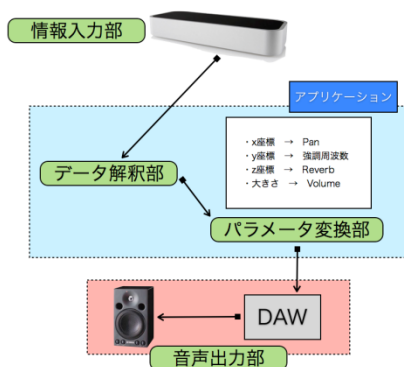 情報入力部
アプリケーション
・x座標 → Pan
・y座標 → 強調周波数
・z座標 → Reverb
・大きさ → Volume
データ解釈部
パラメータ変換部
DAW
音声出力部